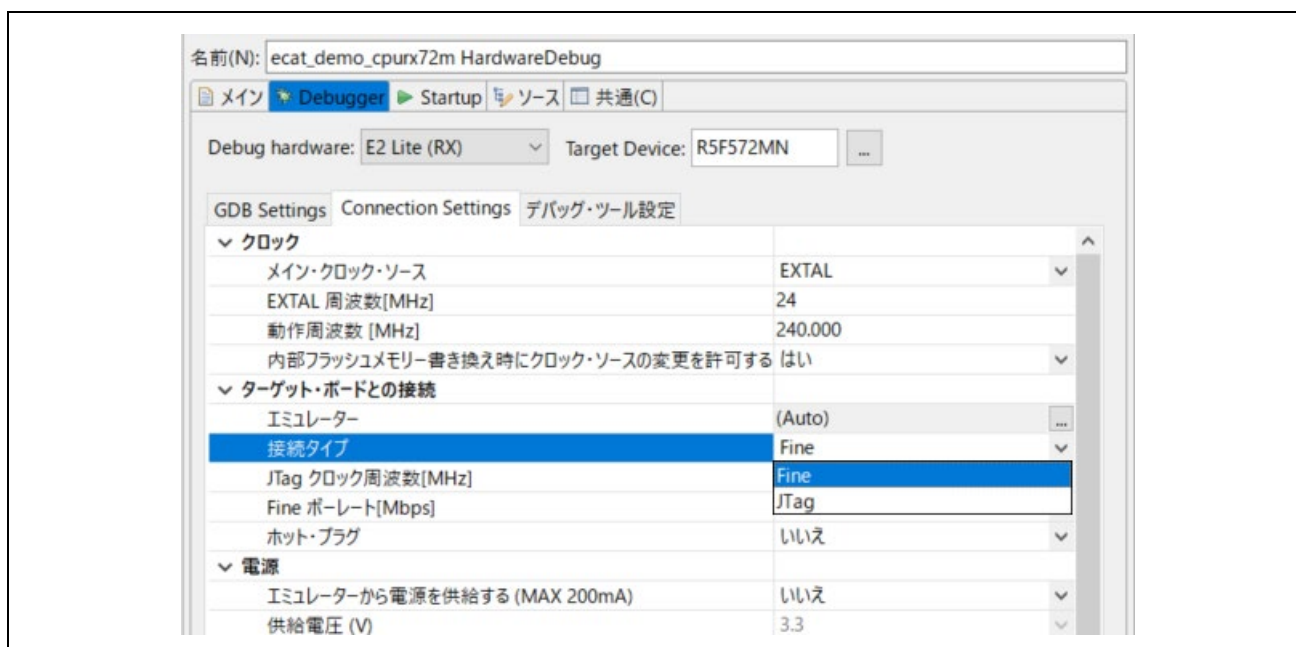 名前(N): ecat_demo_cpurx72m HardwareDebug
メイン Debugger Startup ソース 共通(C)
Debug hardware: E2 Lite (RX) Target Device: R5F572MN ...
GDB Settings Connection Settings デバッグ・ツール設定
クロック
メイン・クロック・ソース EXTAL
EXTAL 周波数[MHz] 24
動作周波数 [MHz] 240.000
内部フラッシュメモリー書き換え時にクロック・ソースの変更を許可する はい
ターゲット・ボードとの接続
エミュレーター (Auto) ...
接続タイプ Fine
JTag クロック周波数[MHz] Fine
Fine ボーレート[Mbps] JTag
ホット・プラグ いいえ
電源
エミュレーターから電源を供給する (MAX 200mA) いいえ
供給電圧 (V) 3.3